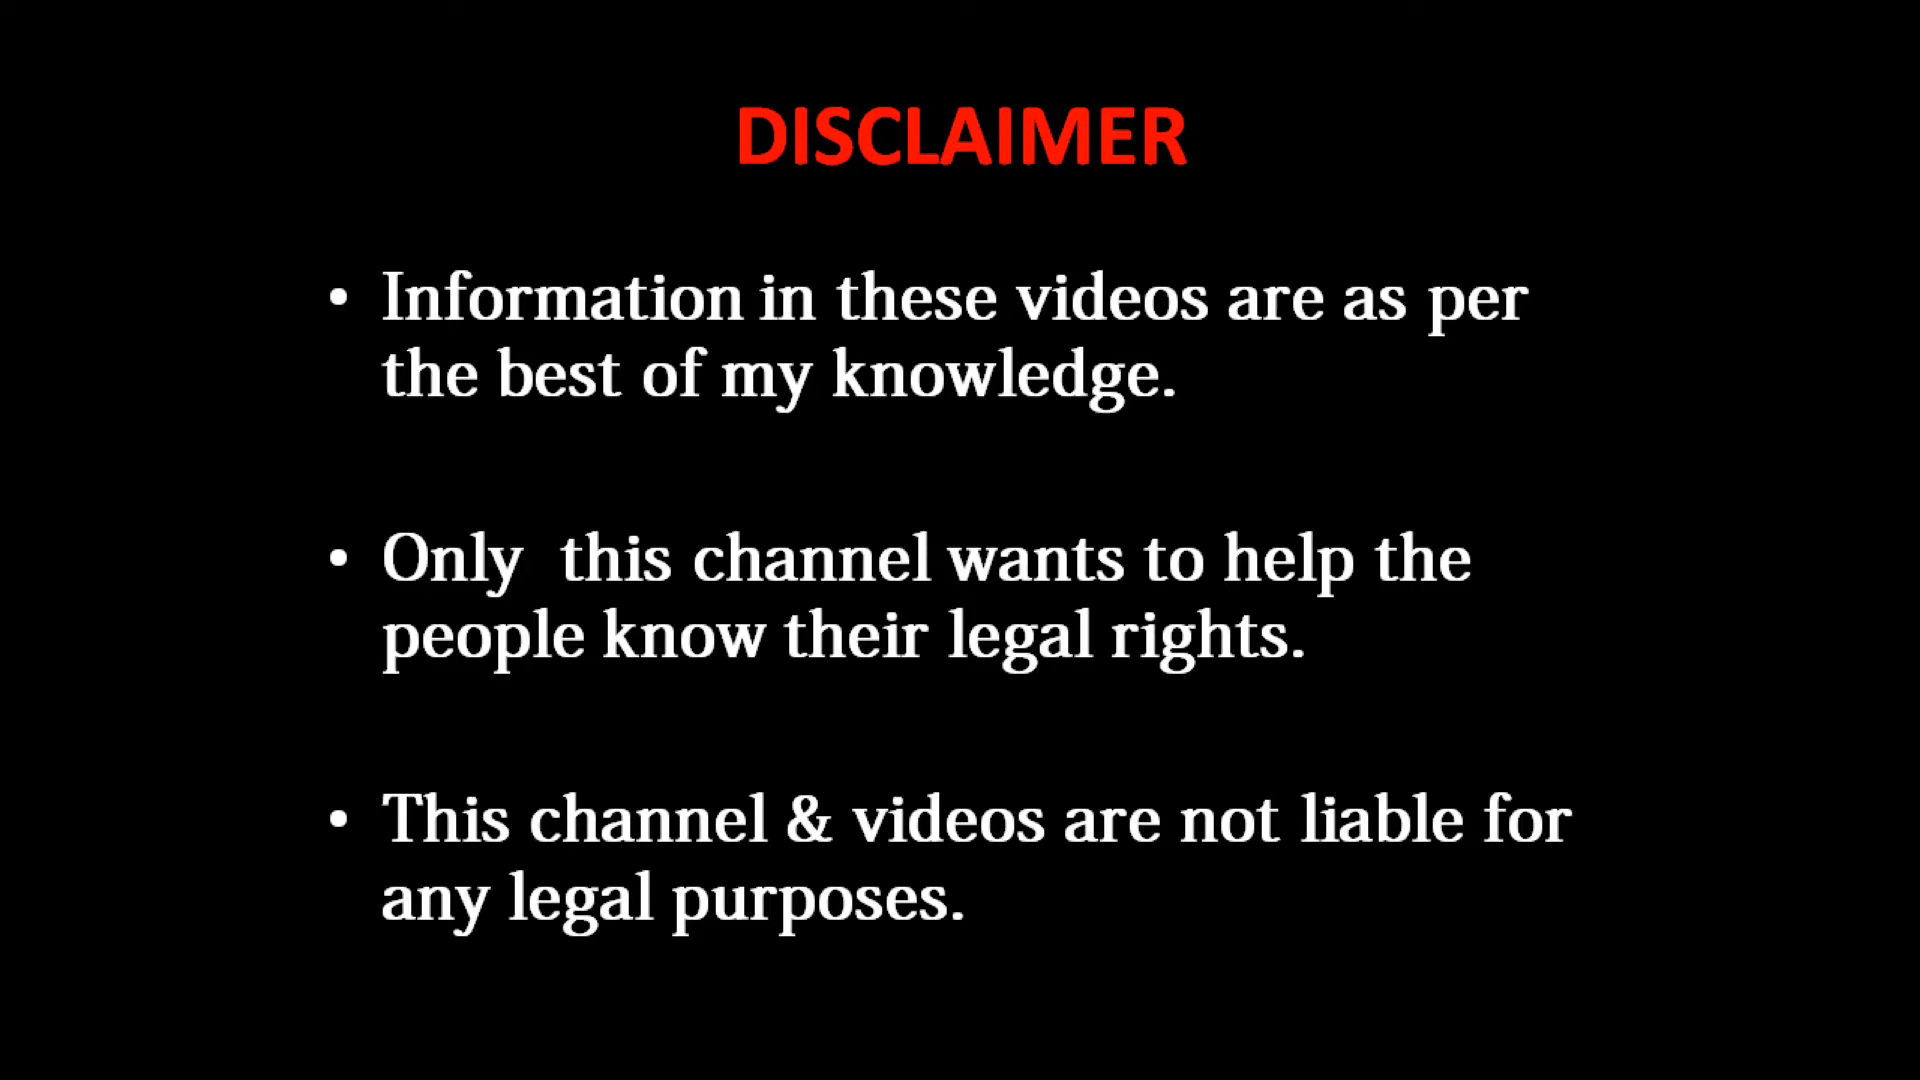 DISCLAIMER
• Information in these videos are as per
the best of my knowledge.
• Only  this channel wants to help the
people know their legal rights.
• This channel & videos are not liable for
any legal purposes.